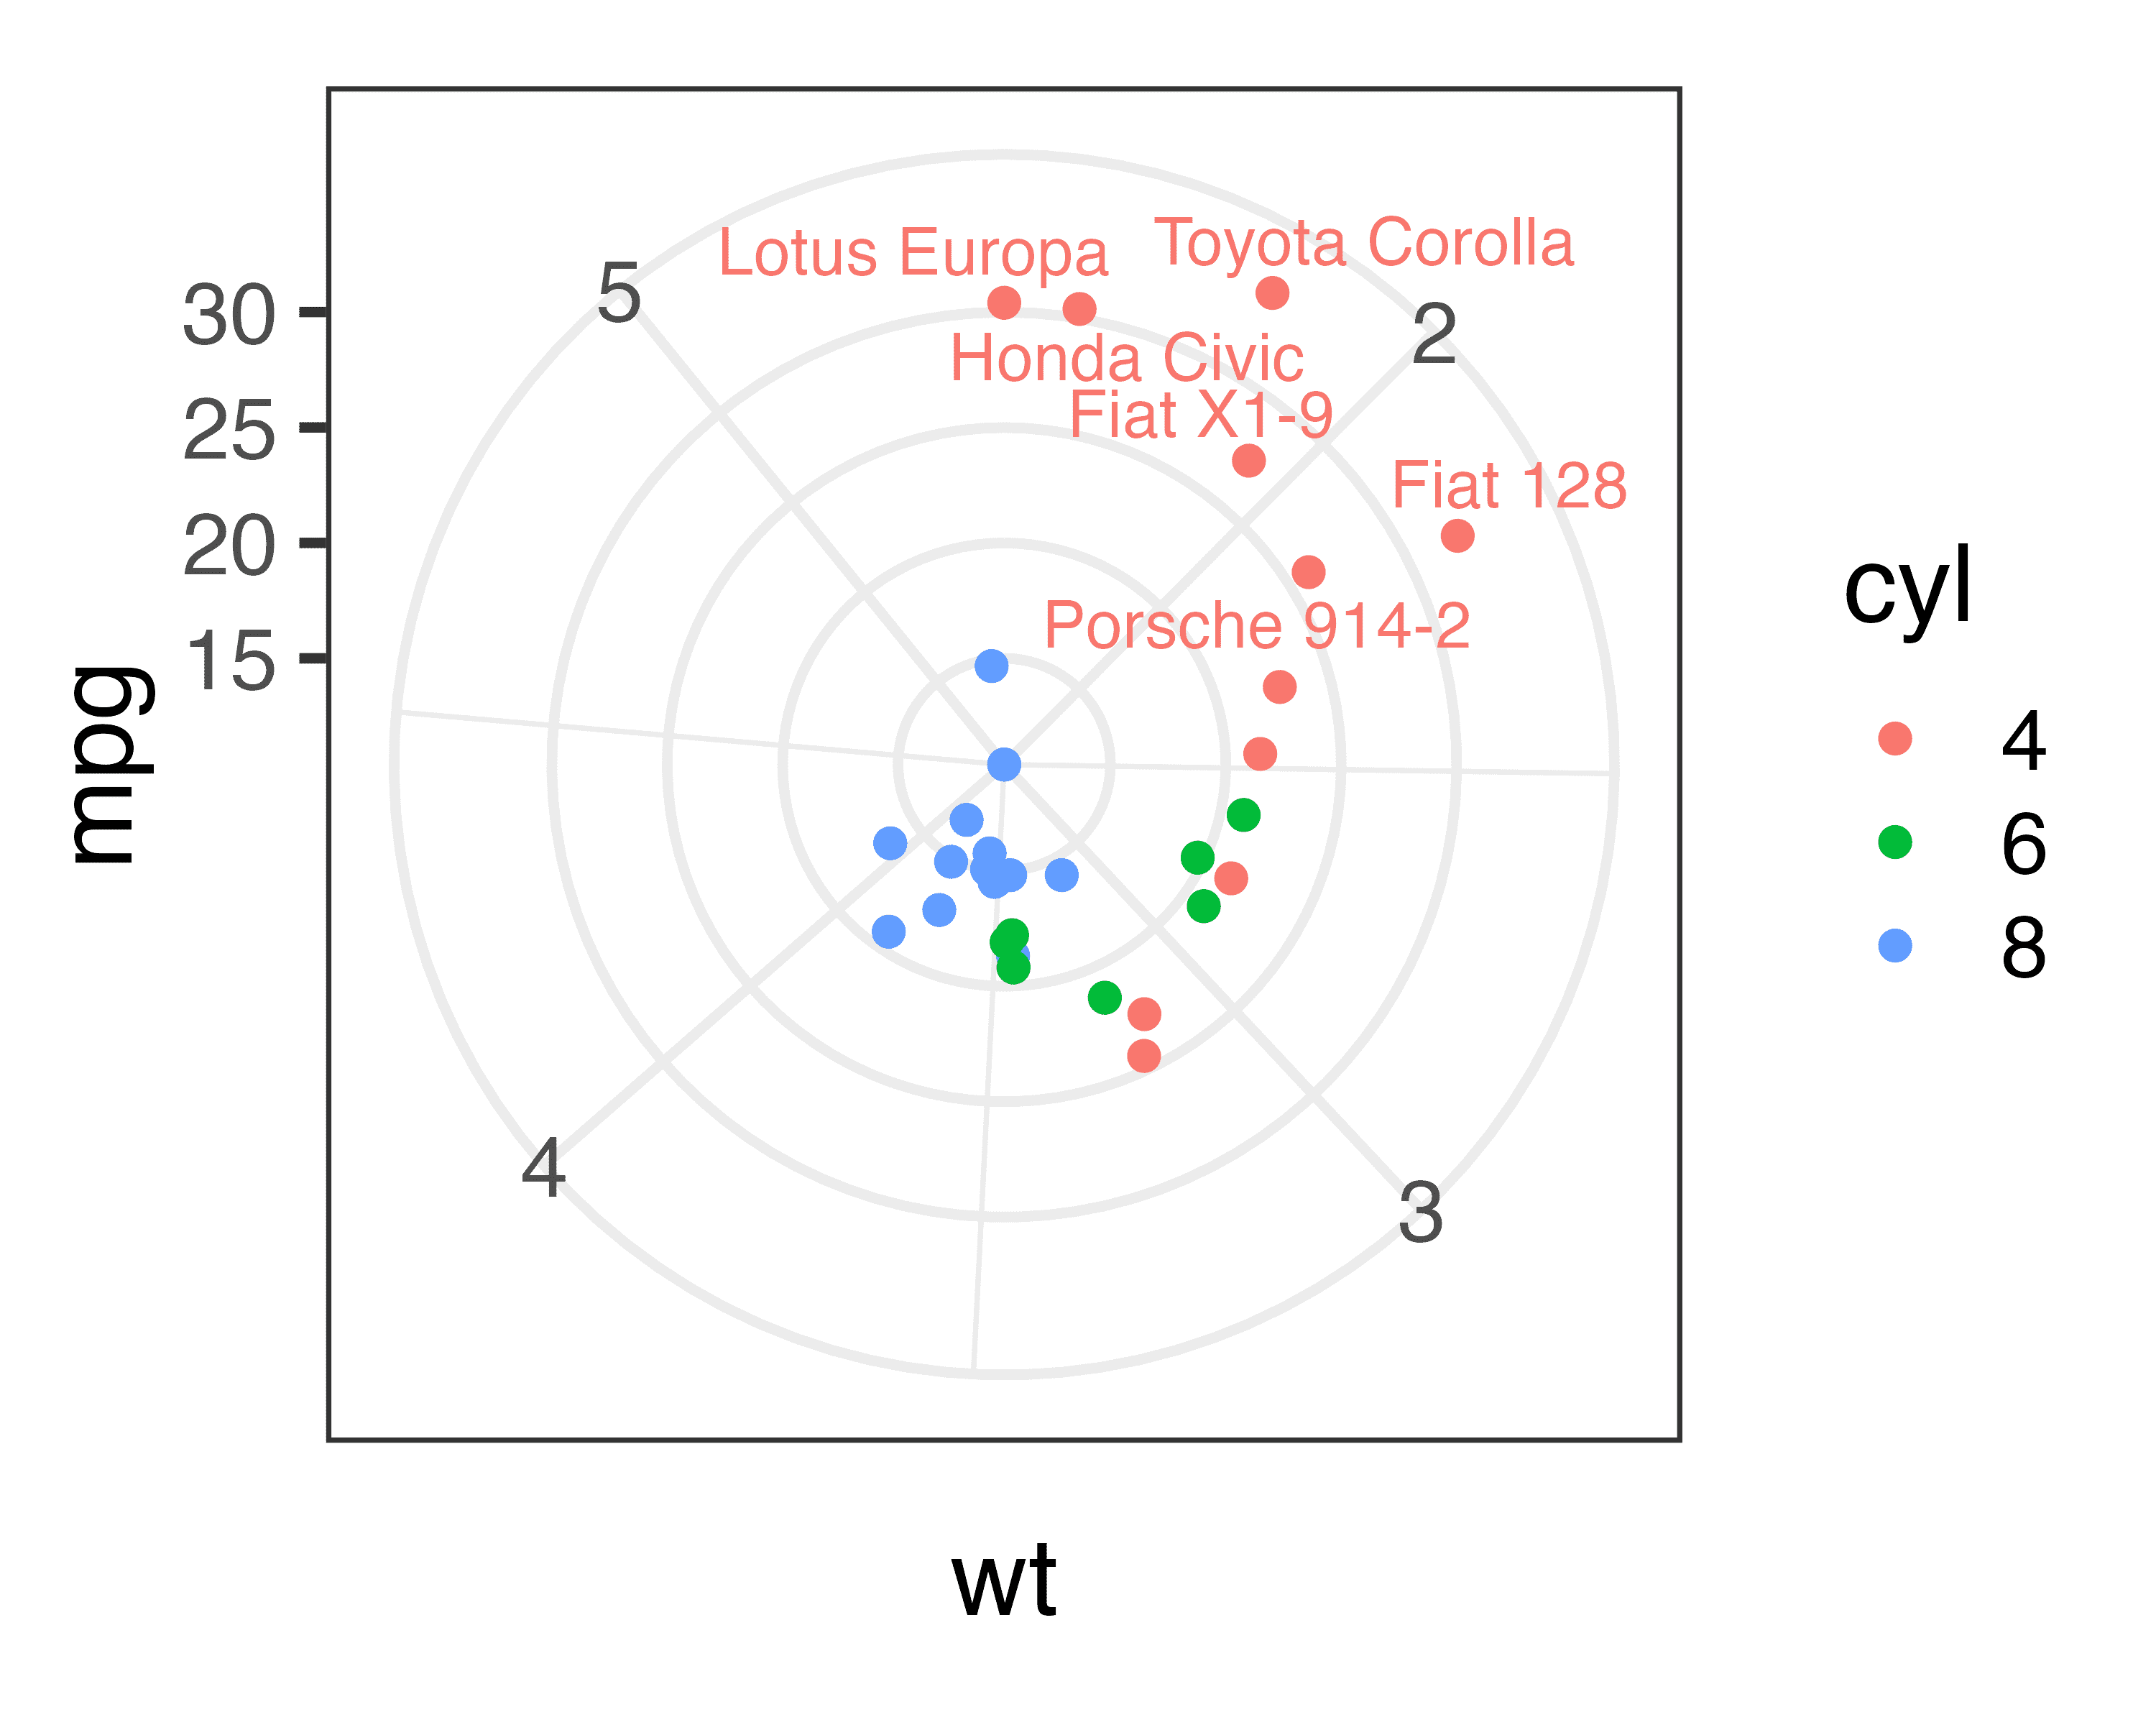 Lotus Europa
Toyota Corolla
5
30
2
Honda Civic
25
Fiat X1-9
Fiat 128
20
cyl
Porsche 914-2
15
mpg
4
6
8
4
3
wt